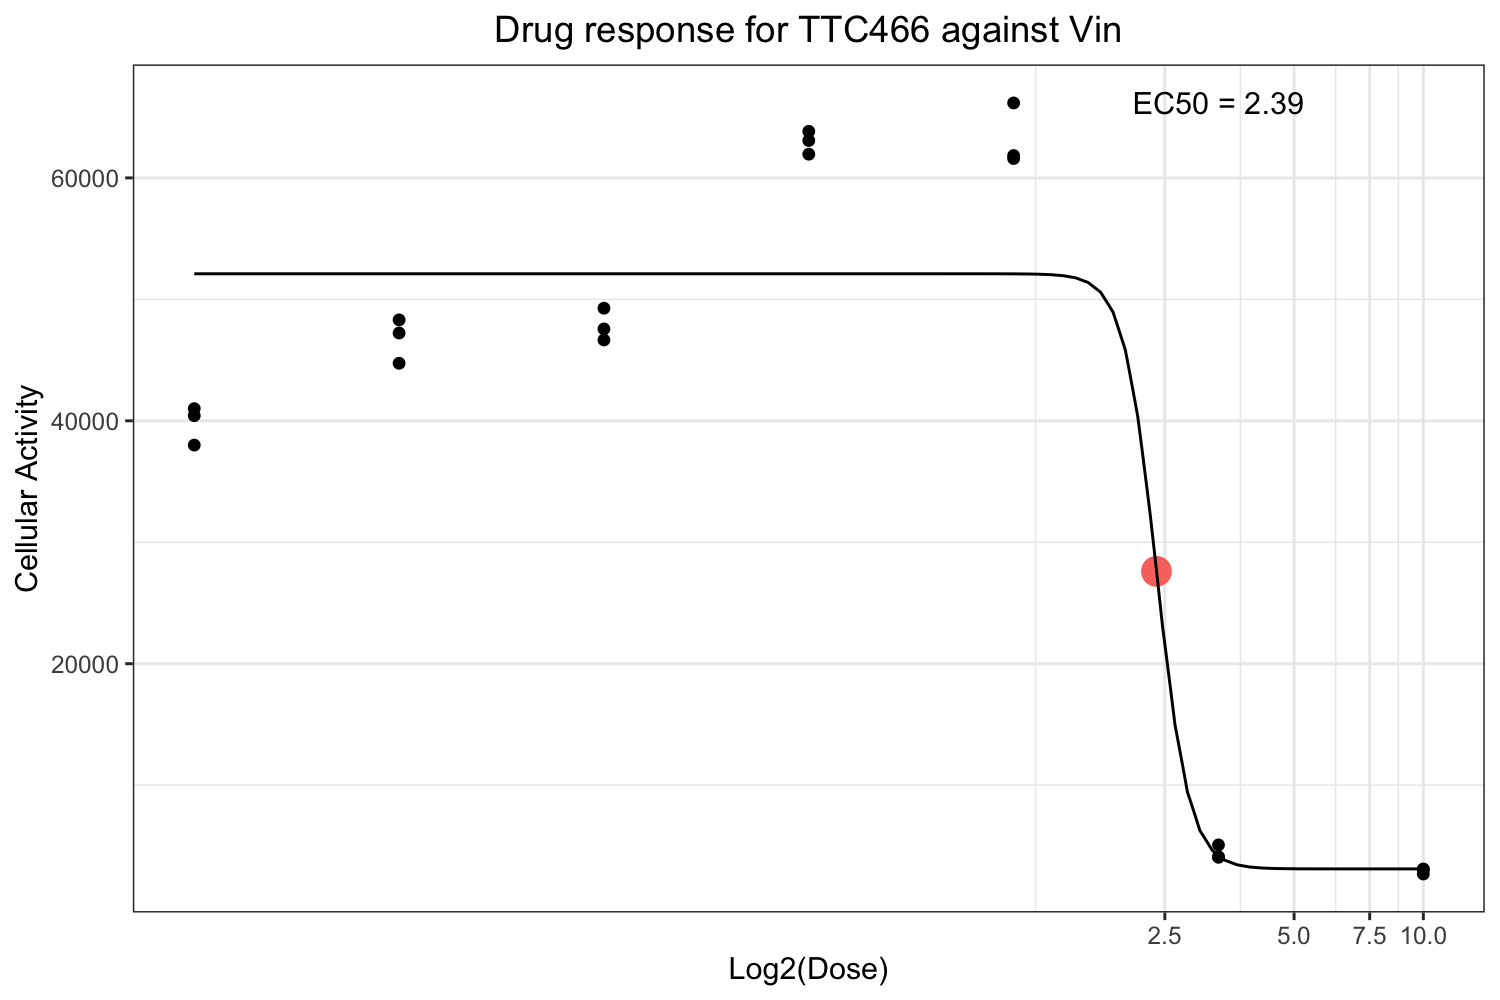 Drug response for TTC466 against Vin
EC50 = 2.39
60000
40000
20000
Cellular Activity
2.5 5.0 7.5 10.0
Log2(Dose)